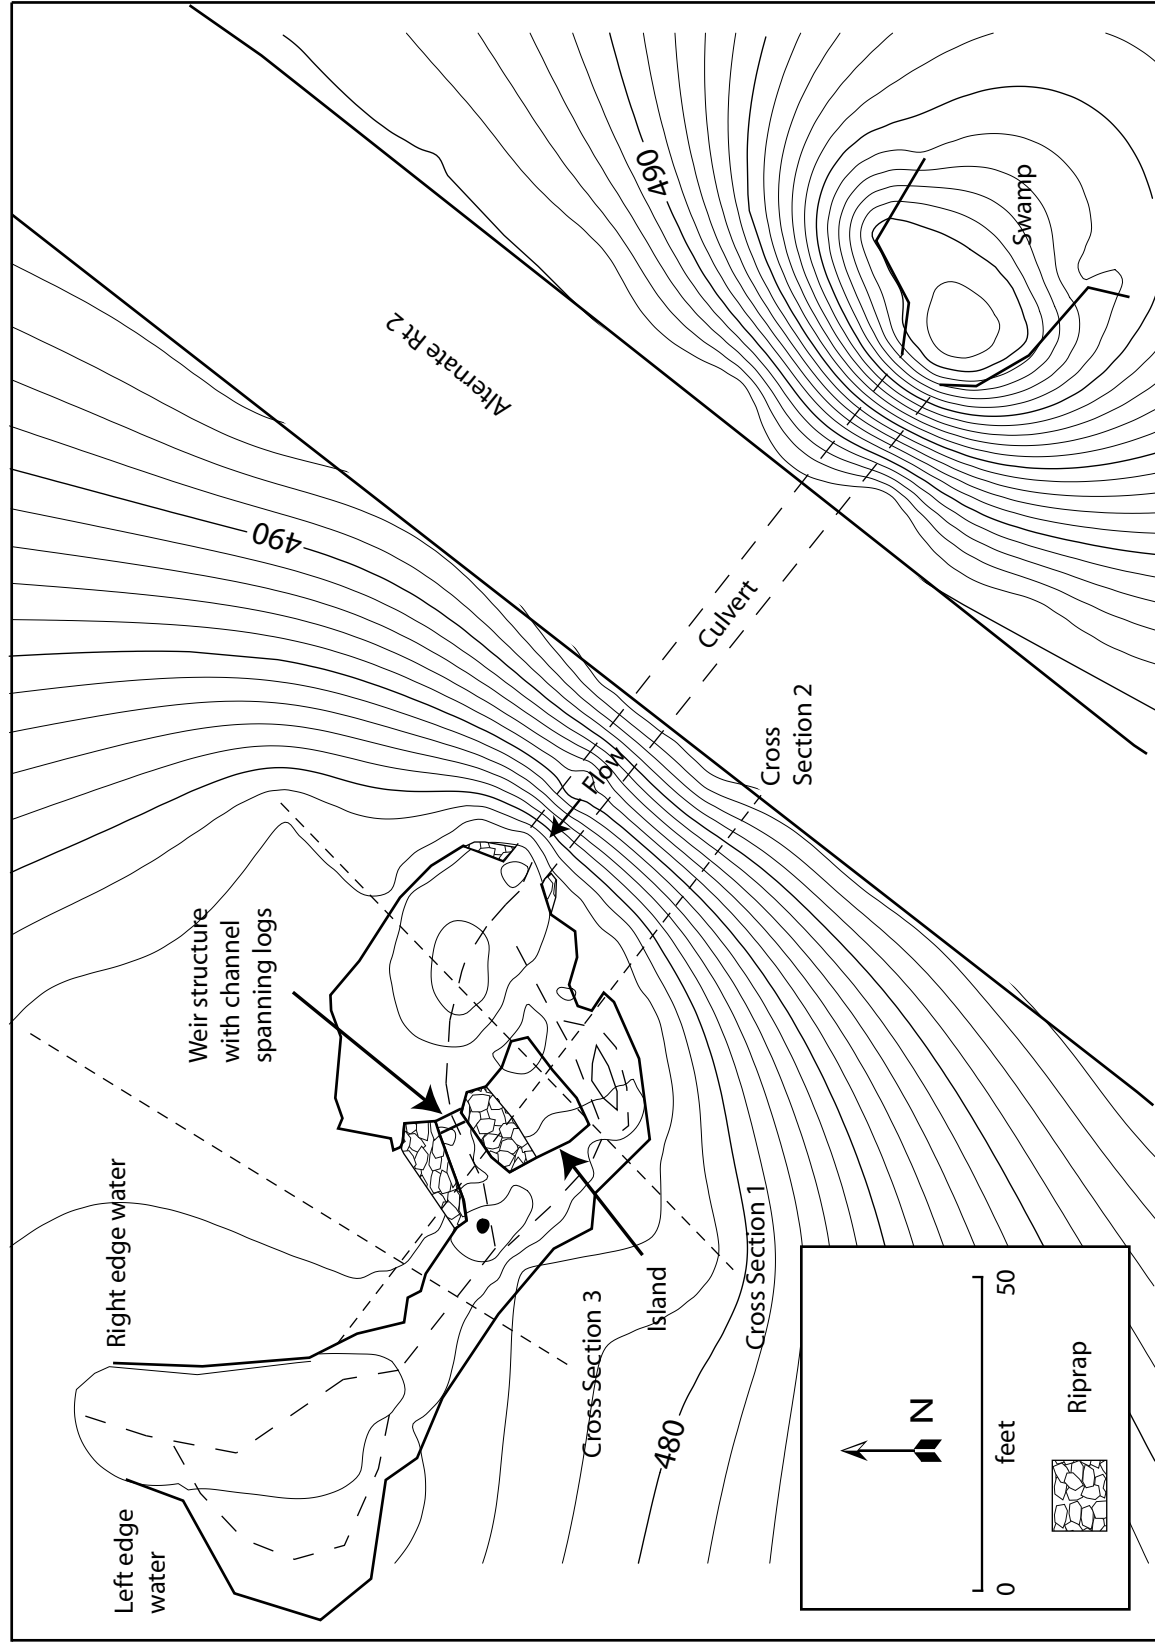 Left edge
water
Right edge water
Weir structure
with channel
spanning logs
490
Alternate Rt 2
490
Swamp
Culvert
Flow
Cross
Section 2
Island
Cross Section 3
Cross Section 1
480
N
0
feet
50
Riprap